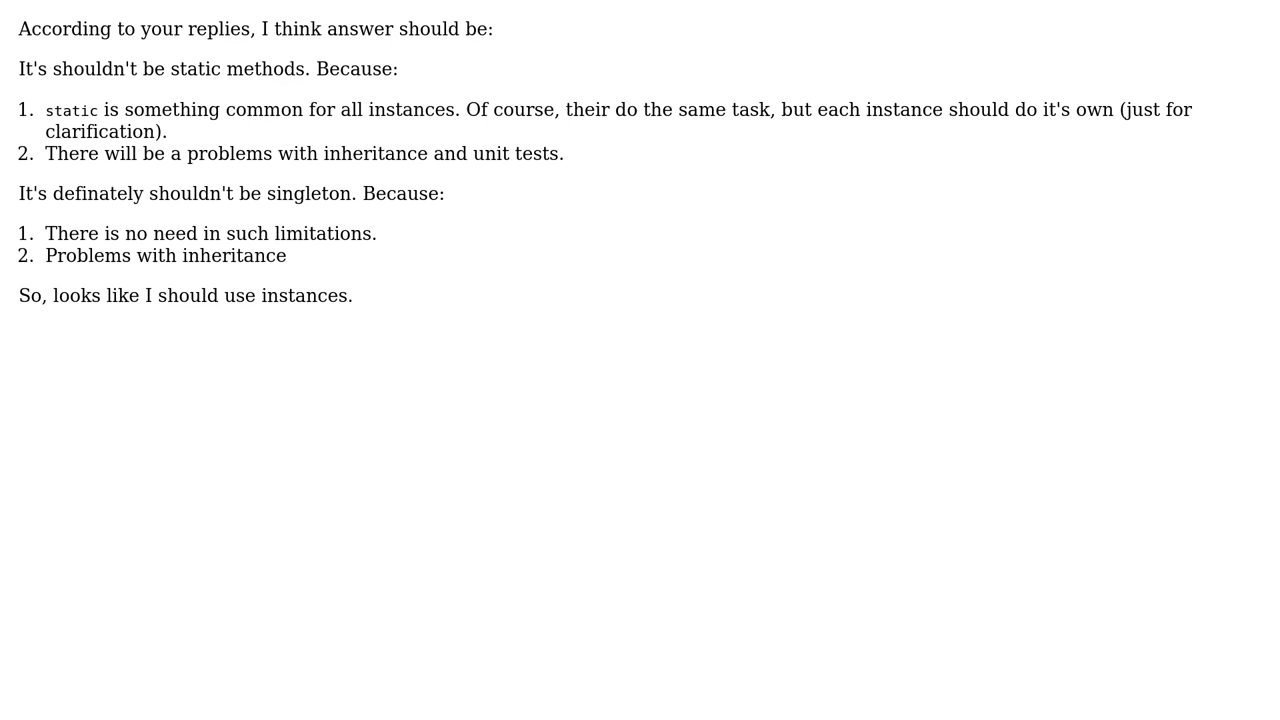 According to your replies, I think answer should be:
It's shouldn't be static methods. Because:
1. static is something common for all instances. Of course, their do the same task, but each instance should do it's own (just for
clarification).
2. There will be a problems with inheritance and unit tests.
It's definately shouldn't be singleton. Because:
1. There is no need in such limitations.
2. Problems with inheritance
So, looks like I should use instances.